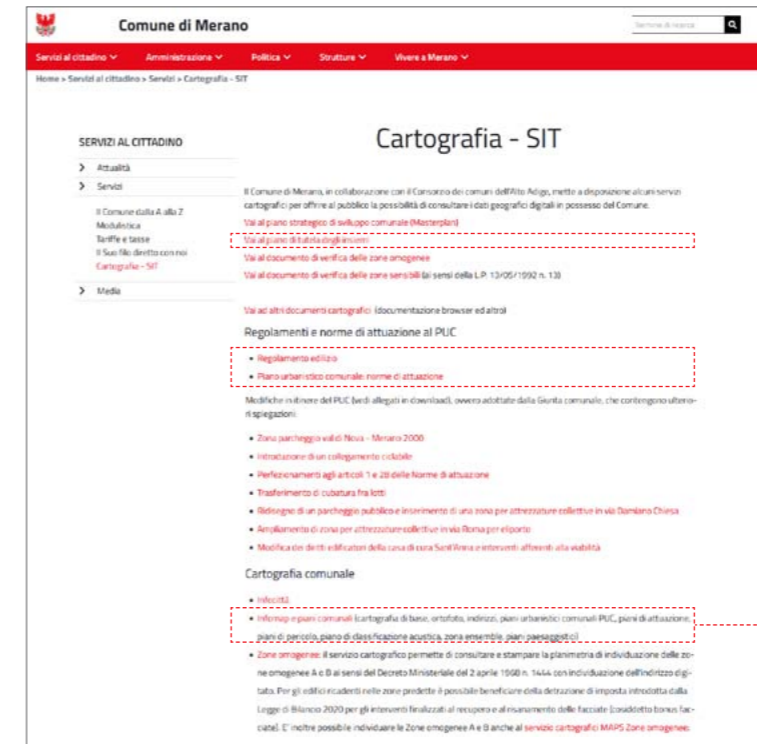 Comune di Merano
Termine di ricerca
Servizi al cittadino Amministrazione Politica Strutture Vivere a Merano
Home » Servizi al cittadino » Servizi » Cartografia - SIT
SERVIZI AL CITTADINO
Attualità
Servizi
Il Comune dalla A alla Z
Modulistica
Tariffe e tasse
Il Suo filo diretto con noi
Cartografia - SIT
Media
Cartografia - SIT
Il Comune di Merano, in collaborazione con il Consorzio dei comuni dell'Alto Adige, mette a disposizione alcuni servizi
cartografici per offrire al pubblico la possibilità di consultare i dati geografici digitali in possesso del Comune.
Vai al piano strategico di sviluppo comunale (Masterplan)
Vai al piano di tutela degli insiemi
Vai al documento di verifica delle zone omogenee
Vai al documento di verifica delle zone sensibili (ai sensi della L.P. 13/05/1992 n. 13)
Vai ad altri documenti cartografici (documentazione browser ed altro)
Regolamenti e norme di attuazione al PUC
• Regolamento edilizio
• Piano urbanistico comunale: norme di attuazione
Modifiche in itinere del PUC (vedi allegati in download), ovvero adottate dalla Giunta comunale, che contengono ulterio-
ri spiegazioni:
• Zona parcheggio val di Nova - Merano 2000
• Introduzione di un collegamento ciclabile
• Perfezionamenti agli articoli 1 e 28 delle Norme di attuazione
• Trasferimento di cubatura fra lotti
• Ridisegno di un parcheggio pubblico e inserimento di una zona per attrezzature collettive in via Damiano Chiesa
• Ampliamento di zona per attrezzature collettive in via Roma per eliporto
• Modifica dei diritti edificatori della casa di cura Sant'Anna e interventi afferenti alla viabilità
Cartografia comunale
• Infocittà
• Infomap e piani comunali (cartografia di base, ortofoto, indirizzi, piani urbanistici comunali PUC, piani di attuazione,
piani di pericolo, piano di classificazione acustica, zona ensemble, piani paesaggistici)
• Zone omogenee: il servizio cartografico permette di consultare e stampare la planimetria di individuazione delle zo-
ne omogenee A e B ai sensi del Decreto Ministeriale del 2 aprile 1968 n. 1444 con individuazione dell'indirizzo digi-
tato. Per gli edifici ricadenti nelle zone predette è possibile beneficiare della detrazione di imposta introdotta dalla
Legge di Bilancio 2020 per gli interventi finalizzati al recupero e al risanamento delle facciate (cosiddetto bonus fac-
ciate). E' inoltre possibile individuare le Zone omogenee A e B anche al servizio cartografici MAPS Zone omogenee: